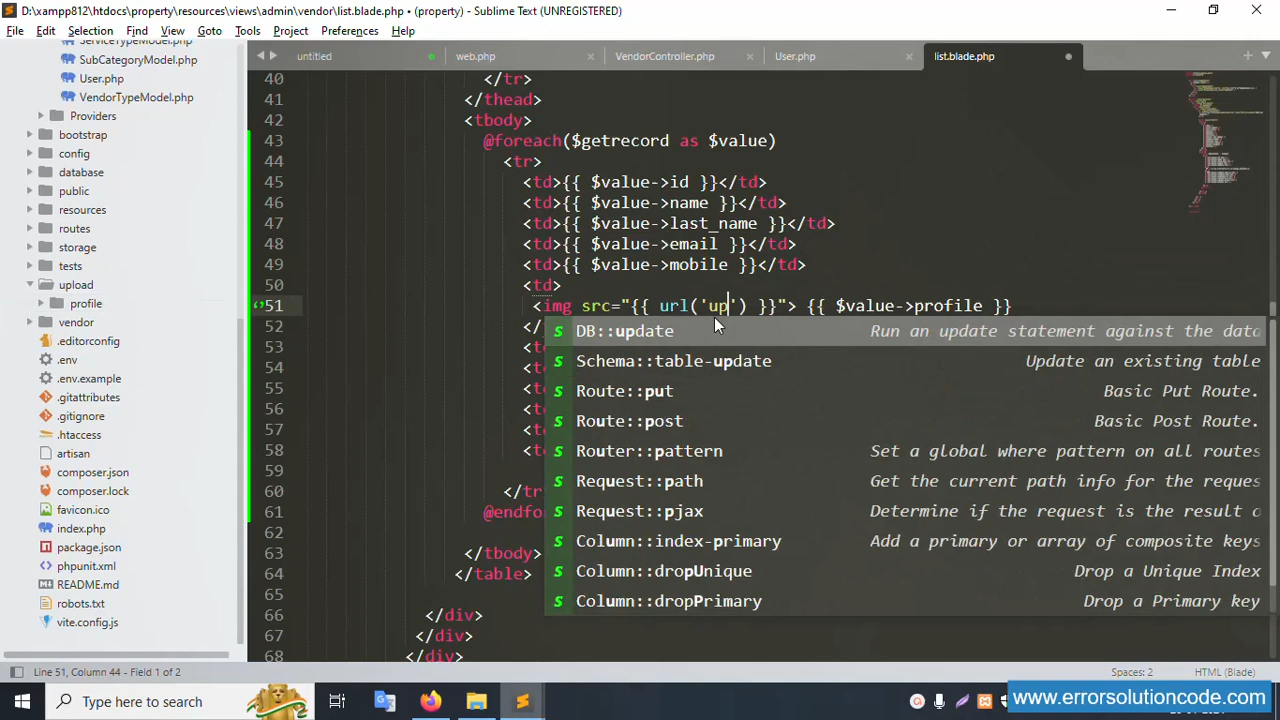 D:\xampp812\htdocs\property\resources\views\admin\vendor\list.blade.php • (property) - Sublime Text (UNREGISTERED)
File Edit Selection Find View Goto Tools Project Preferences Help
untitled web.php VendorController.php User.php list.blade.php
ServiceTypeModel.php
SubCategoryModel.php
User.php
VendorTypeModel.php
Providers
bootstrap
config
database
public
resources
routes
storage
tests
upload
profile
vendor
.editorconfig
.env
.env.example
.gitattributes
.gitignore
.htaccess
artisan
composer.json
composer.lock
favicon.ico
index.php
package.json
phpunit.xml
README.md
robots.txt
vite.config.js
40 </tr>
41 </thead>
42 <tbody>
43 @foreach($getrecord as $value)
44 <tr>
45 <td>{{ $value->id }}</td>
46 <td>{{ $value->name }}</td>
47 <td>{{ $value->last_name }}</td>
48 <td>{{ $value->email }}</td>
49 <td>{{ $value->mobile }}</td>
50 <td>
51 <img src="{{ url('up') }}"> {{ $value->profile }}
52 </
53 <t
54 <t
55 <t
56 <t
57 <t
58 <t
59
60 </tr
61 @endfor
62
63 </tbody>
64 </table>
65
66 </div>
67 </div>
68 </div>
DB::update Run an update statement against the data
Schema::table-update Update an existing table
Route::put Basic Put Route.
Route::post Basic Post Route.
Router::pattern Set a global where pattern on all routes
Request::path Get the current path info for the reques
Request::pjax Determine if the request is the result o
Column::index-primary Add a primary or array of composite keys
Column::dropUnique Drop a Unique Index
Column::dropPrimary Drop a Primary key
Line 51, Column 44 - Field 1 of 2 Spaces: 2 HTML (Blade)
Type here to search
www.errorsolutioncode.com